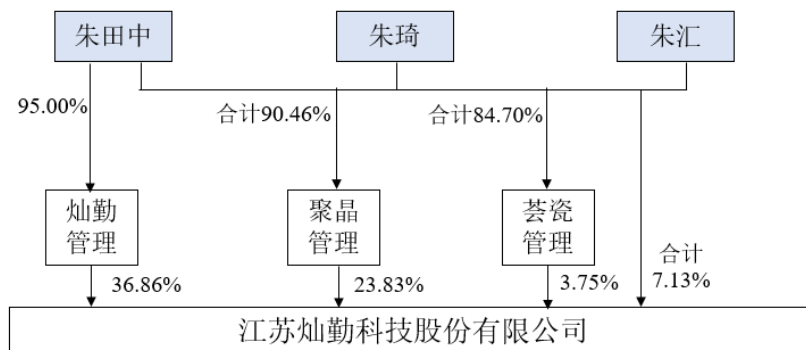 朱田中
朱琦
朱汇
95.00%
合计90.46%
合计84.70%
灿勤
管理
聚晶
管理
荟瓷
管理
合计
7.13%
36.86%
23.83%
3.75%
江苏灿勤科技股份有限公司